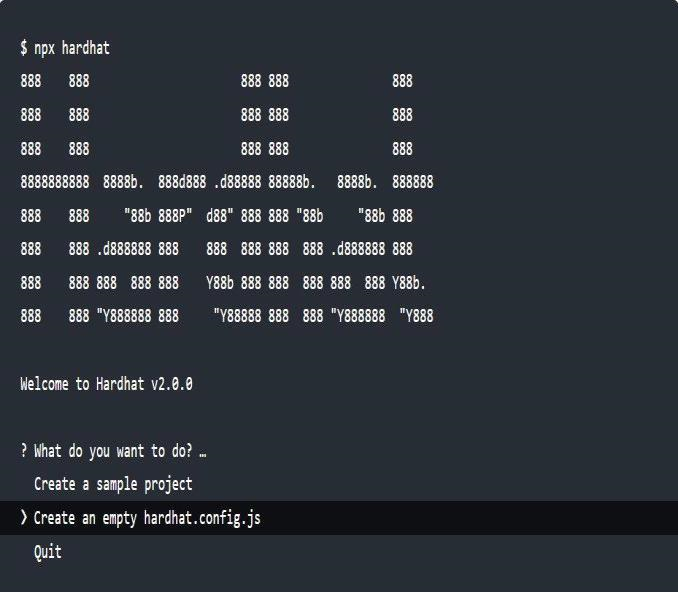 $ npx hardhat
888    888                      888 888               888
888    888                      888 888               888
888    888                      888 888               888
8888888888  8888b.  888d888 .d88888 88888b.   8888b.  888888
888    888     "88b 888P"  d88" 888 888 "88b     "88b 888
888    888 .d888888 888    888  888 888  888 .d888888 888
888    888 888  888 888    Y88b 888 888  888 888  888 Y88b.
888    888 "Y888888 888     "Y88888 888  888 "Y888888  "Y888
Welcome to Hardhat v2.0.0
? What do you want to do? …
Create a sample project
❯ Create an empty hardhat.config.js
Quit